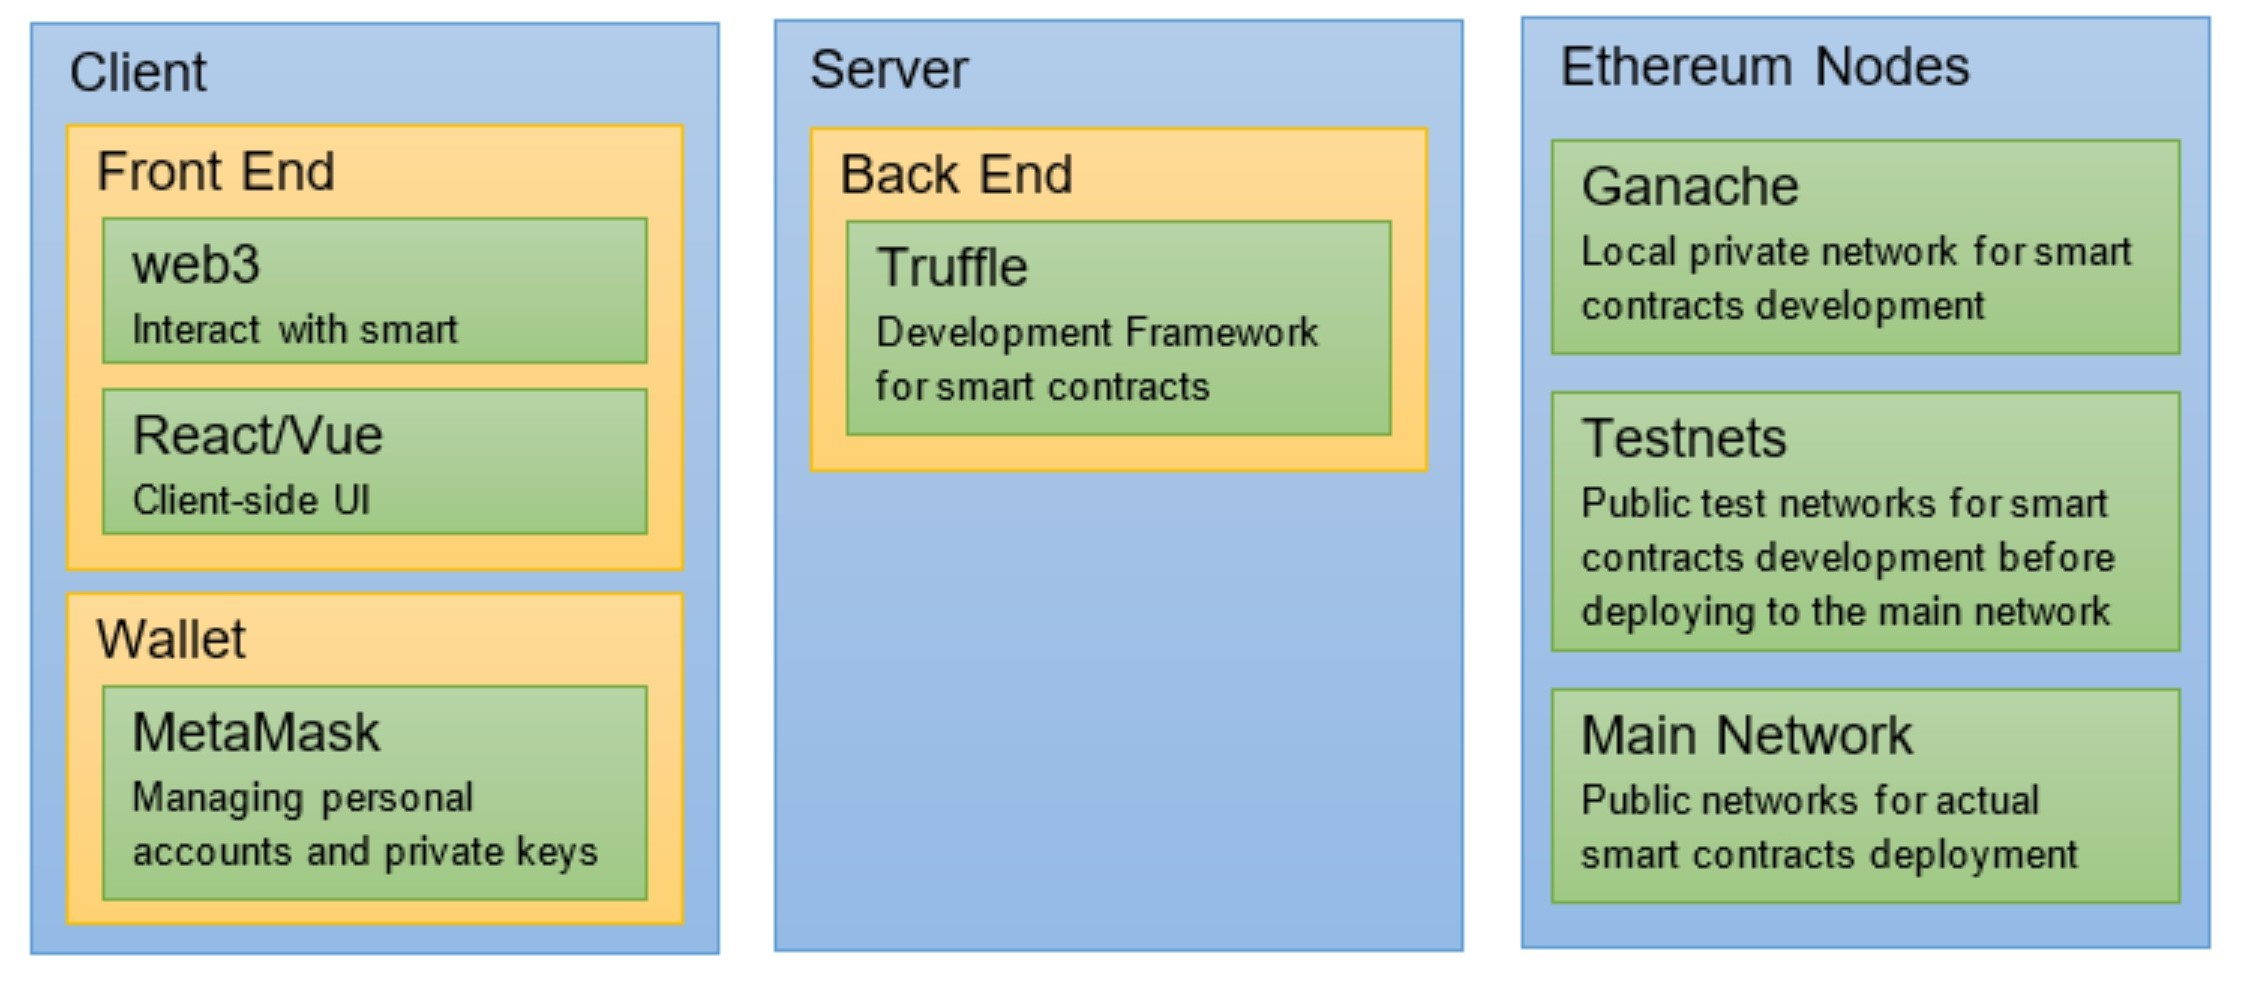 Client
Front End
web3
Interact with smart
React/Vue
Client-side UI
Wallet
MetaMask
Managing personal
accounts and private keys
Server
Back End
Truffle
Development Framework
for smart contracts
Ethereum Nodes
Ganache
Local private network for smart
contracts development
Testnets
Public test networks for smart
contracts development before
deploying to the main network
Main Network
Public networks for actual
smart contracts deployment